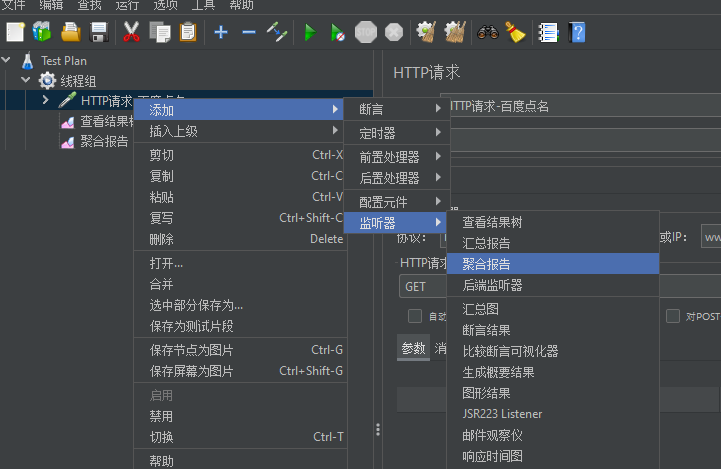 文件 编辑 查找 运行 选项 工具 帮助
Test Plan
线程组
HTTP请求-百度点名
查看结果树
聚合报告
添加
插入上级
剪切 Ctrl-X
复制 Ctrl-C
粘贴 Ctrl-V
复写 Ctrl+Shift-C
删除 Delete
打开...
合并
选中部分保存为...
保存为测试片段
保存节点为图片 Ctrl-G
保存屏幕为图片 Ctrl+Shift-G
启用
禁用
切换 Ctrl-T
帮助
断言
定时器
前置处理器
后置处理器
配置元件
监听器
查看结果树
汇总报告
聚合报告
后端监听器
汇总图
断言结果
比较断言可视化器
生成概要结果
图形结果
JSR223 Listener
邮件观察仪
响应时间图
HTTP请求
HTTP请求-百度点名
协议:
或IP: ww
HTTP请求
GET
自动
对POST
参数 消